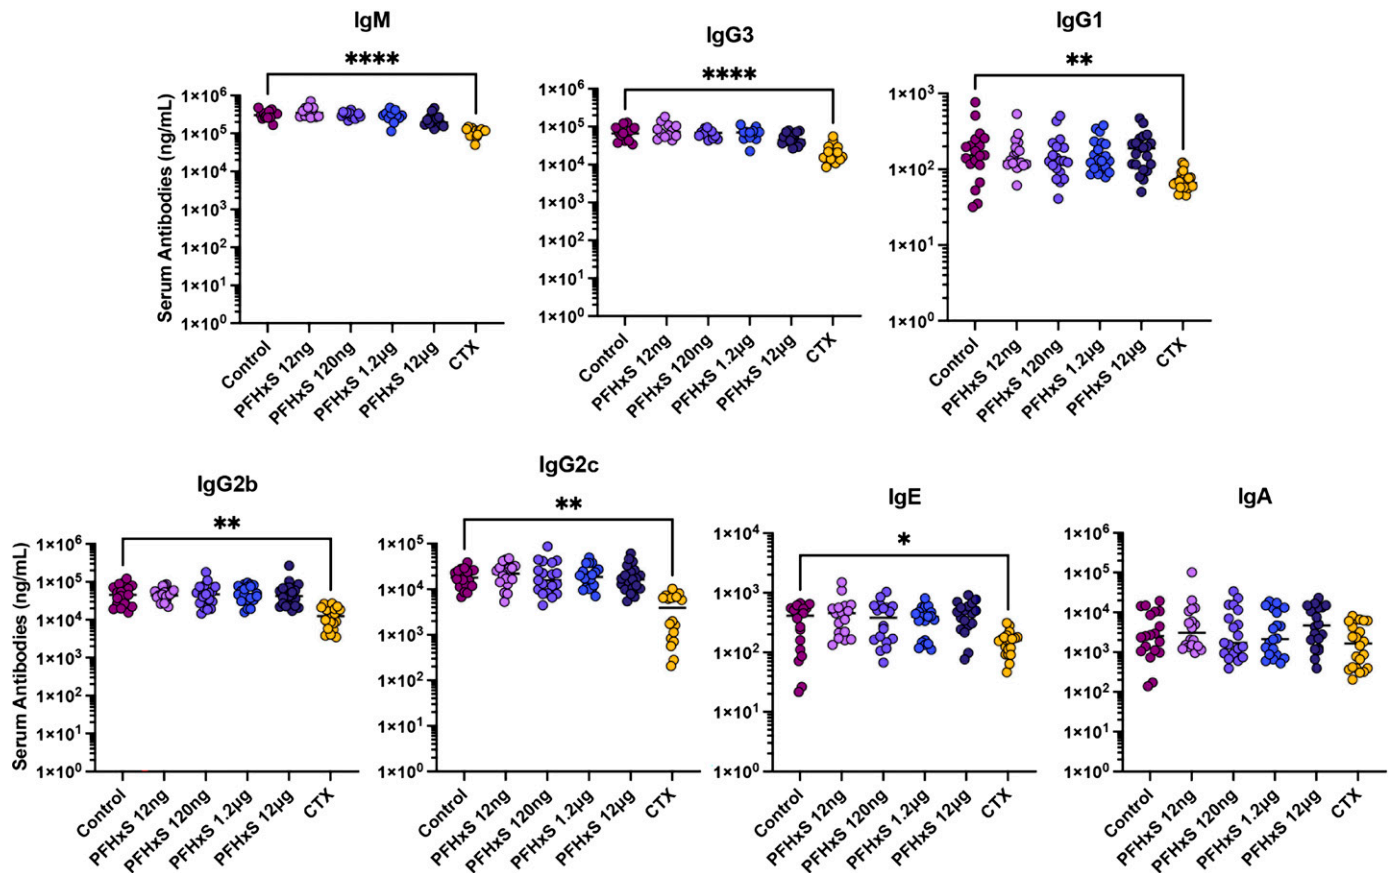 IgM
****
Serum Antibodies (ng/mL)
1×10⁶
1×10⁵
1×10⁴
1×10³
1×10²
1×10¹
1×10⁰
Control
PFHxS 12ng
PFHxS 120ng
PFHxS 1.2µg
PFHxS 12µg
CTX
IgG3
****
1×10⁶
1×10⁵
1×10⁴
1×10³
1×10²
1×10¹
1×10⁰
Control
PFHxS 12ng
PFHxS 120ng
PFHxS 1.2µg
PFHxS 12µg
CTX
IgG1
**
1×10³
1×10²
1×10¹
1×10⁰
Control
PFHxS 12ng
PFHxS 120ng
PFHxS 1.2µg
PFHxS 12µg
CTX
IgG2b
**
Serum Antibodies (ng/mL)
1×10⁶
1×10⁵
1×10⁴
1×10³
1×10²
1×10¹
1×10⁰
Control
PFHxS 12ng
PFHxS 120ng
PFHxS 1.2µg
PFHxS 12µg
CTX
IgG2c
**
1×10⁵
1×10⁴
1×10³
1×10²
1×10¹
1×10⁰
Control
PFHxS 12ng
PFHxS 120ng
PFHxS 1.2µg
PFHxS 12µg
CTX
IgE
*
1×10⁴
1×10³
1×10²
1×10¹
1×10⁰
Control
PFHxS 12ng
PFHxS 120ng
PFHxS 1.2µg
PFHxS 12µg
CTX
IgA
1×10⁶
1×10⁵
1×10⁴
1×10³
1×10²
1×10¹
1×10⁰
Control
PFHxS 12ng
PFHxS 120ng
PFHxS 1.2µg
PFHxS 12µg
CTX